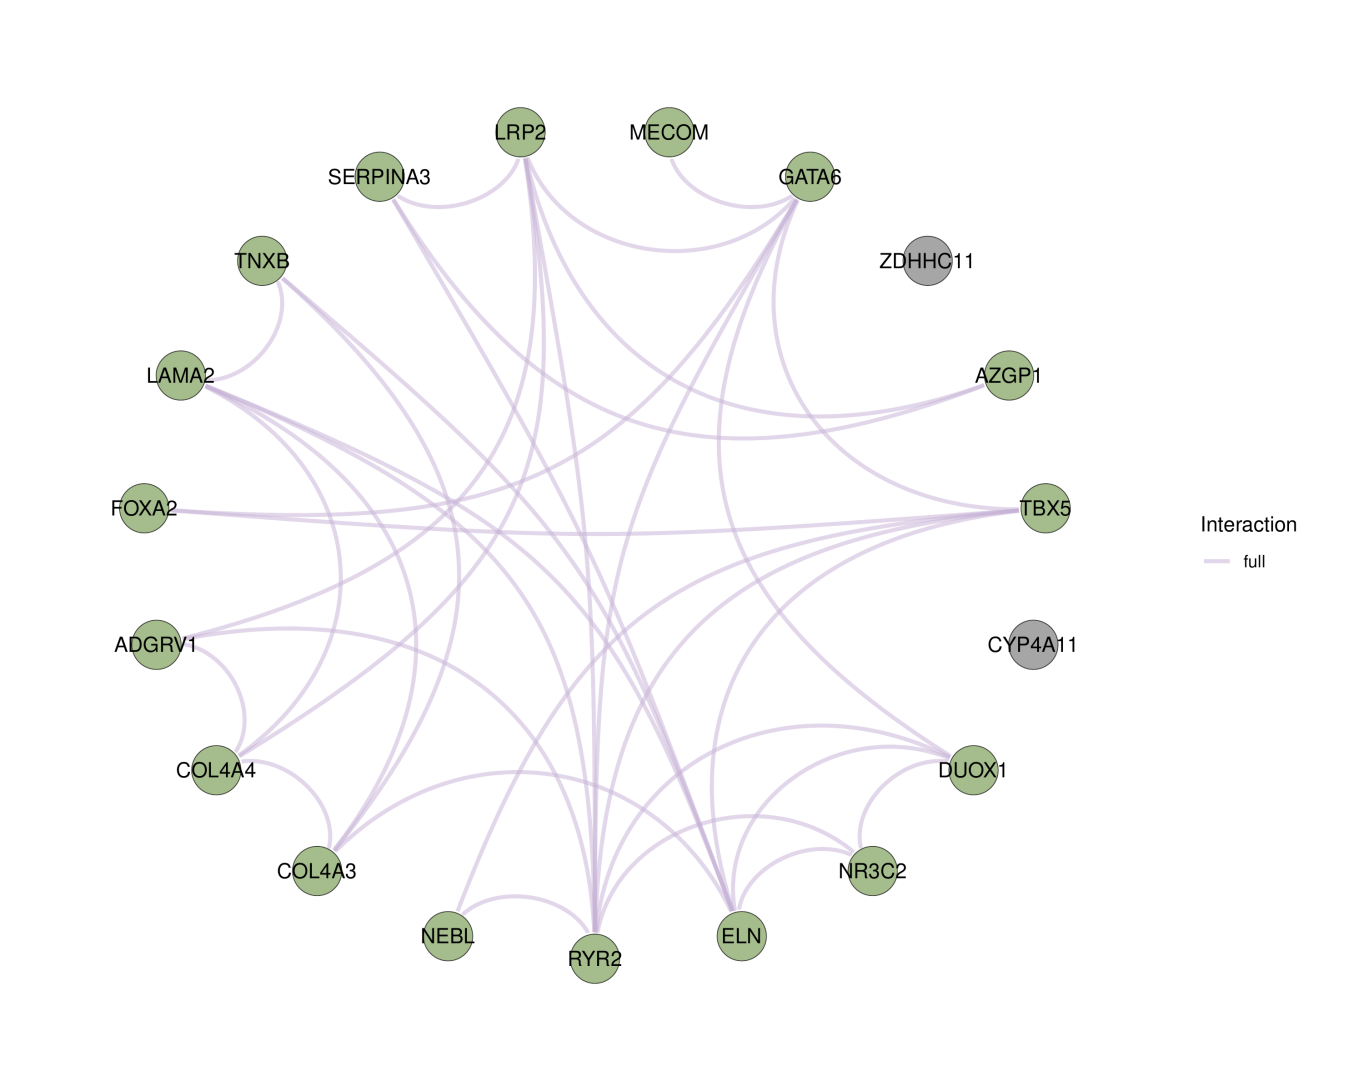 LRP2
MECOM
SERPINA3
GATA6
TNXB
ZDHHC11
LAMA2
AZGP1
FOXA2
TBX5
Interaction
full
ADGRV1
CYP4A11
COL4A4
DUOX1
COL4A3
NR3C2
NEBL
ELN
RYR2